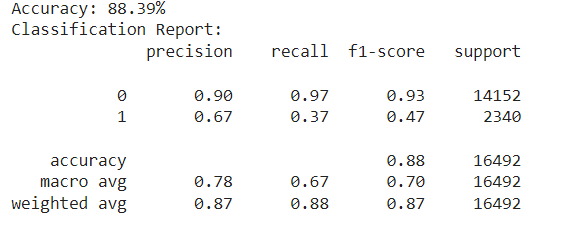 Accuracy: 88.39%
Classification Report:
precision recall f1-score support
0 0.90 0.97 0.93 14152
1 0.67 0.37 0.47 2340
accuracy 0.88 16492
macro avg 0.78 0.67 0.70 16492
weighted avg 0.87 0.88 0.87 16492